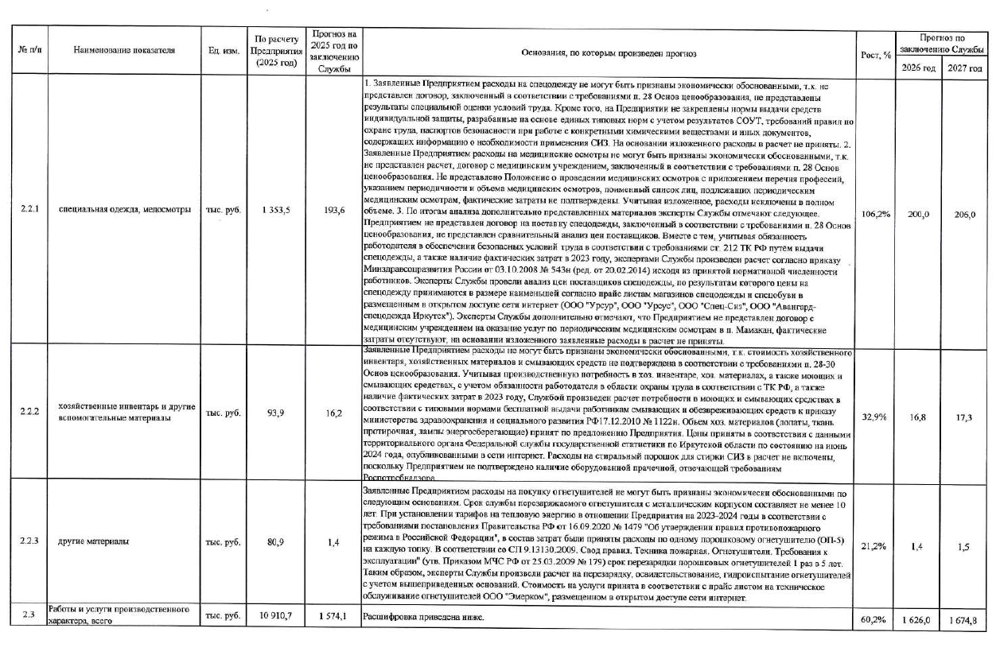 № п/п
Наименование показателя
Ед. изм.
По расчету
Предприятия
(2025 год)
Прогноз на
2025 год по
заключению
Службы
Основания, по которым произведен прогноз
Рост, %
Прогноз по
заключению Службы
2026 год
2027 год
2.2.1
специальная одежда, медосмотры
тыс. руб.
1 353,5
193,6
1. Заявленные Предприятием расходы на спецодежду не могут быть признаны экономически обоснованными, т.к. не
представлен договор, заключенный в соответствии с требованиями п. 28 Основ ценообразования, не представлены
результаты специальной оценки условий труда. Кроме того, на Предприятии не закреплены нормы выдачи средств
индивидуальной защиты, разрабанные на основе единых типовых норм с учетом результатов СОУТ, требований правил по
охране труда, паспортов безопасности при работе с конкретными химическими веществами и иных документов,
содержащих информацию о необходимости применения СИЗ. На основании изложенного расходы в расчет не приняты. 2.
Заявленные Предприятием расходы на медицинские осмотры не могут быть признаны экономически обоснованными, т.к.
не представлен расчет, договор с медицинским учреждением, заключенный в соответствии с требованиями п. 28 Основ
ценообразования. Не представлено Положение о проведении медицинских осмотров с приложением перечня профессий,
указанием периодичности и объема медицинских осмотров, поименный список лиц, подлежащих периодическим
медицинским осмотрам, фактические затраты не подтверждены. Учитывая изложенное, расходы исключены в полном
объеме. 3. По итогам анализа дополнительно представленных материалов эксперты Службы отмечают следующее.
Предприятием не представлен договор на поставку спецодежды, заключенный в соответствии с требованиями п. 28 Основ
ценообразования, не представлен сравнительный анализ цен поставщиков. Вместе с тем, учитывая обязанность
работодателя в обеспечении безопасных условий труда в соответствии с требованиями ст. 212 ТК РФ путём выдачи
спецодежды, а также наличие фактических затрат в 2023 году, экспертами Службы произведен расчет согласно приказу
Минздравсоцразвития России от 03.10.2008 № 543н (ред. от 20.02.2014) исходя из принятой нормативной численности
работников. Эксперты Службы провели анализ цен поставщиков спецодежды, по результатам которого цены на
спецодежду принимаются в размере наименьшей согласно прайс листам магазинов спецодежды и спецобуви в
размещенным в открытом доступе сети интернет (ООО "Урсур", ООО "Урсус", ООО "Спец-Сиз", ООО "Авангард-
спецодежда Иркутск"). Эксперты Службы дополнительно отмечают, что Предприятием не представлен договор с
медицинским учреждением на оказание услуг по периодическим медицинским осмотрам в п. Мамакан, фактические
затраты отсутствуют, на основании изложенного заявленные расходы в расчет не приняты.
106,2%
200,0
206,0
2.2.2
хозяйственные инвентарь и другие
вспомогательные материалы
тыс. руб.
93,9
16,2
Заявленные Предприятием расходы не могут быть признаны экономически обоснованными, т.к. стоимость хозяйственного
инвентаря, хозяйственных материалов и смывающих средств не подтверждена в соответствии с требованиями п. 28-30
Основ ценообразования. Учитывая производственную потребность в хоз. инвентаре, хоз. материалах, а также моющих и
смывающих средствах, с учетом обязанности работодателя в области охраны труда в соответствии с ТК РФ, а также
наличие фактических затрат в 2023 году, Службой произведен расчет потребности в моющих и смывающих средствах в
соответствии с типовыми нормами бесплатной выдачи работникам смывающих и обезвреживающих средств к приказу
министерства здравоохранения и социального развития РФ17.12.2010 № 1122н. Объем хоз. материалов (лопаты, ткань
протирочная, лампы энергосберегающие) принят по предложению Предприятия. Цены приняты в соответствии с данными
территориального органа Федеральной службы государственной статистики по Иркутской области по состоянию на июнь
2024 года, опубликованными в сети интернет. Расходы на стиральный порошок для стирки СИЗ в расчет не включены,
поскольку Предприятием не подтверждено наличие оборудованной прачечной, отвечающей требованиям
Роспотребнадзора
32,9%
16,8
17,3
2.2.3
другие материалы
тыс. руб.
80,9
1,4
Заявленные Предприятием расходы на покупку огнетушителей не могут быть признаны экономически обоснованными по
следующим основаниям. Срок службы перезаряжаемого огнетушителя с металлическим корпусом составляет не менее 10
лет. При установлении тарифов на тепловую энергию в отношении Предприятия на 2023-2024 годы в соответствии с
требованиями постановления Правительства РФ от 16.09.2020 № 1479 "Об утверждении правил противопожарного
режима в Российской Федерации", в состав затрат были приняты расходы по одному порошковому огнетушителю (ОП-5)
на каждую топку. В соответствии со СП 9.13130.2009. Свод правил. Техника пожарная. Огнетушители. Требования к
эксплуатации" (утв. Приказом МЧС РФ от 25.03.2009 № 179) срок перезарядки порошковых огнетушителей 1 раз в 5 лет.
Таким образом, эксперты Службы произвели расчет на перезарядку, освидетельствование, гидроиспытание огнетушителей
с учетом вышеприведенных оснований. Стоимость на услуги принята в соответствии с прайс листом на техническое
обслуживание огнетушителей ООО "Эмерком", размещенном в открытом доступе сети интернет.
21,2%
1,4
1,5
2.3
Работы и услуги производственного
характера, всего
тыс. руб.
10 910,7
1 574,1
Расшифровка приведена ниже.
60,2%
1 626,0
1 674,8